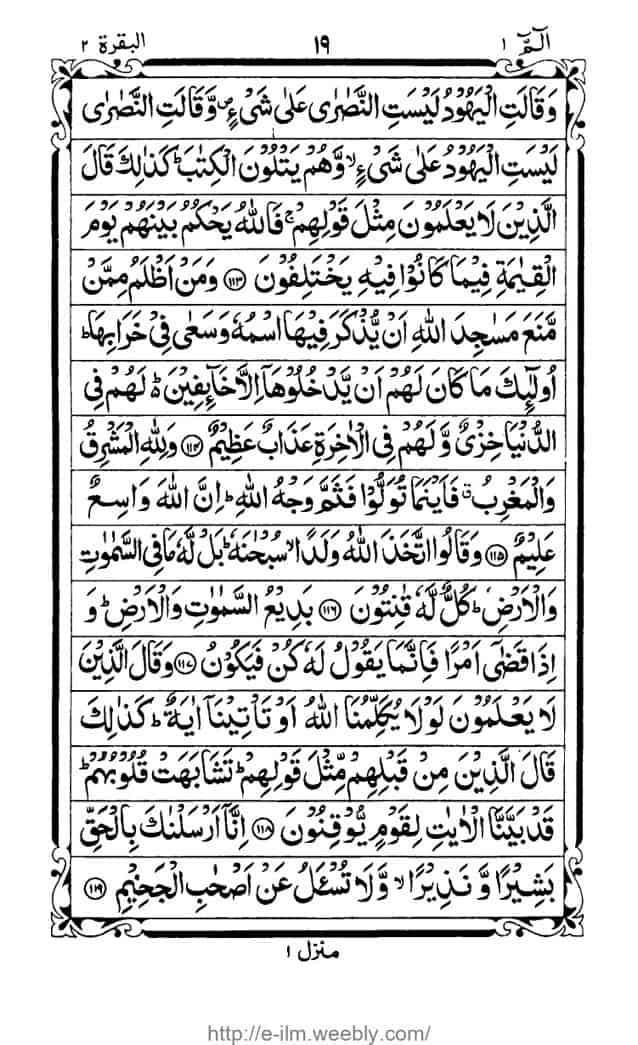 الٓمّٓ ١ ١٩ البقرة ٢
وَقَالَتِ الْيَهُوْدُ لَيْسَتِ النَّصٰرٰى عَلٰى شَیْءٍ ۪ وَّقَالَتِ النَّصٰرٰى
لَيْسَتِ الْيَهُوْدُ عَلٰى شَیْءٍ ۙ وَّهُمْ يَتْلُوْنَ الْكِتٰبَ ؕ كَذٰلِكَ قَالَ
الَّذِيْنَ لَا يَعْلَمُوْنَ مِثْلَ قَوْلِهِمْ ۚ فَاللّٰهُ يَحْكُمُ بَيْنَهُمْ يَوْمَ
الْقِيٰمَةِ فِيْمَا كَانُوْا فِيْهِ يَخْتَلِفُوْنَ ﴿١١٣﴾ وَمَنْ اَظْلَمُ مِمَّنْ
مَّنَعَ مَسٰجِدَ اللّٰهِ اَنْ يُّذْكَرَ فِيْهَا اسْمُهٗ وَسَعٰى فِیْ خَرَابِهَا ؕ
اُولٰٓئِكَ مَا كَانَ لَهُمْ اَنْ يَّدْخُلُوْهَاۤ اِلَّا خَآئِفِيْنَ ؕ۬ لَهُمْ فِی
الدُّنْيَا خِزْیٌ وَّلَهُمْ فِی الْاٰخِرَةِ عَذَابٌ عَظِيْمٌ ﴿١١٤﴾ وَلِلّٰهِ الْمَشْرِقُ
وَالْمَغْرِبُ ۗ فَاَيْنَمَا تُوَلُّوْا فَثَمَّ وَجْهُ اللّٰهِ ؕ اِنَّ اللّٰهَ وَاسِعٌ
عَلِيْمٌ ﴿١١٥﴾ وَقَالُوا اتَّخَذَ اللّٰهُ وَلَدًا ۙ سُبْحٰنَهٗ ؕ بَلْ لَّهٗ مَا فِی السَّمٰوٰتِ
وَالْاَرْضِ ؕ كُلٌّ لَّهٗ قٰنِتُوْنَ ﴿١١٦﴾ بَدِيْعُ السَّمٰوٰتِ وَالْاَرْضِ ؕ وَ
اِذَا قَضٰۤى اَمْرًا فَاِنَّمَا يَقُوْلُ لَهٗ كُنْ فَيَكُوْنُ ﴿١١٧﴾ وَقَالَ الَّذِيْنَ
لَا يَعْلَمُوْنَ لَوْلَا يُكَلِّمُنَا اللّٰهُ اَوْ تَاْتِيْنَاۤ اٰيَةٌ ؕ كَذٰلِكَ
قَالَ الَّذِيْنَ مِنْ قَبْلِهِمْ مِّثْلَ قَوْلِهِمْ ؕ تَشَابَهَتْ قُلُوْبُهُمْ ؕ
قَدْ بَيَّنَّا الْاٰيٰتِ لِقَوْمٍ يُّوْقِنُوْنَ ﴿١١٨﴾ اِنَّاۤ اَرْسَلْنٰكَ بِالْحَقِّ
بَشِيْرًا وَّنَذِيْرًا ۙ وَّلَا تُسْـَٔلُ عَنْ اَصْحٰبِ الْجَحِيْمِ ﴿١١٩﴾
منزل ١
http://e-ilm.weebly.com/